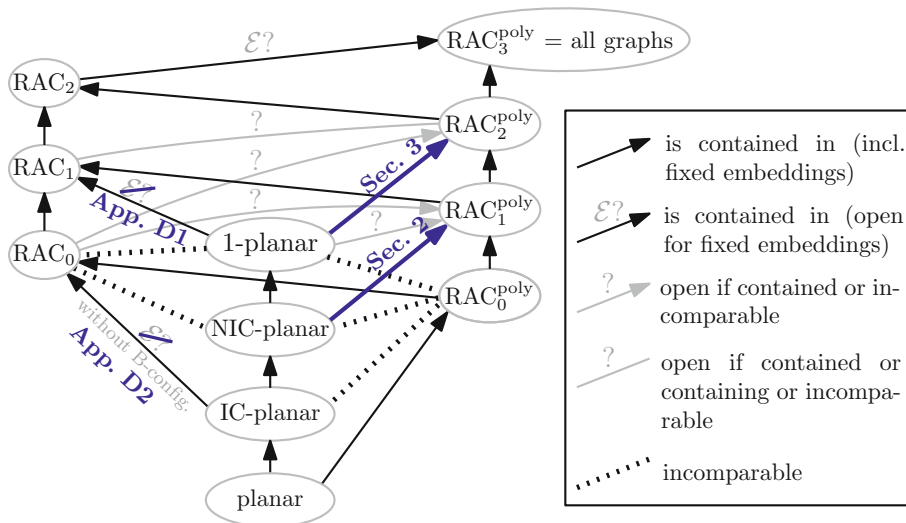 RAC₃^poly = all graphs
ℰ?
RAC₂
RAC₂^poly
?
Sec. 3
?
RAC₁
ℰ?
App. D1
?
RAC₁^poly
1-planar
?
Sec. 2
RAC₀
RAC₀^poly
without B-config.
ℰ?
App. D2
NIC-planar
IC-planar
planar
is contained in (incl.
fixed embeddings)
ℰ?
is contained in (open
for fixed embeddings)
?
open if contained or in-
comparable
?
open if contained or
containing or incompa-
rable
incomparable